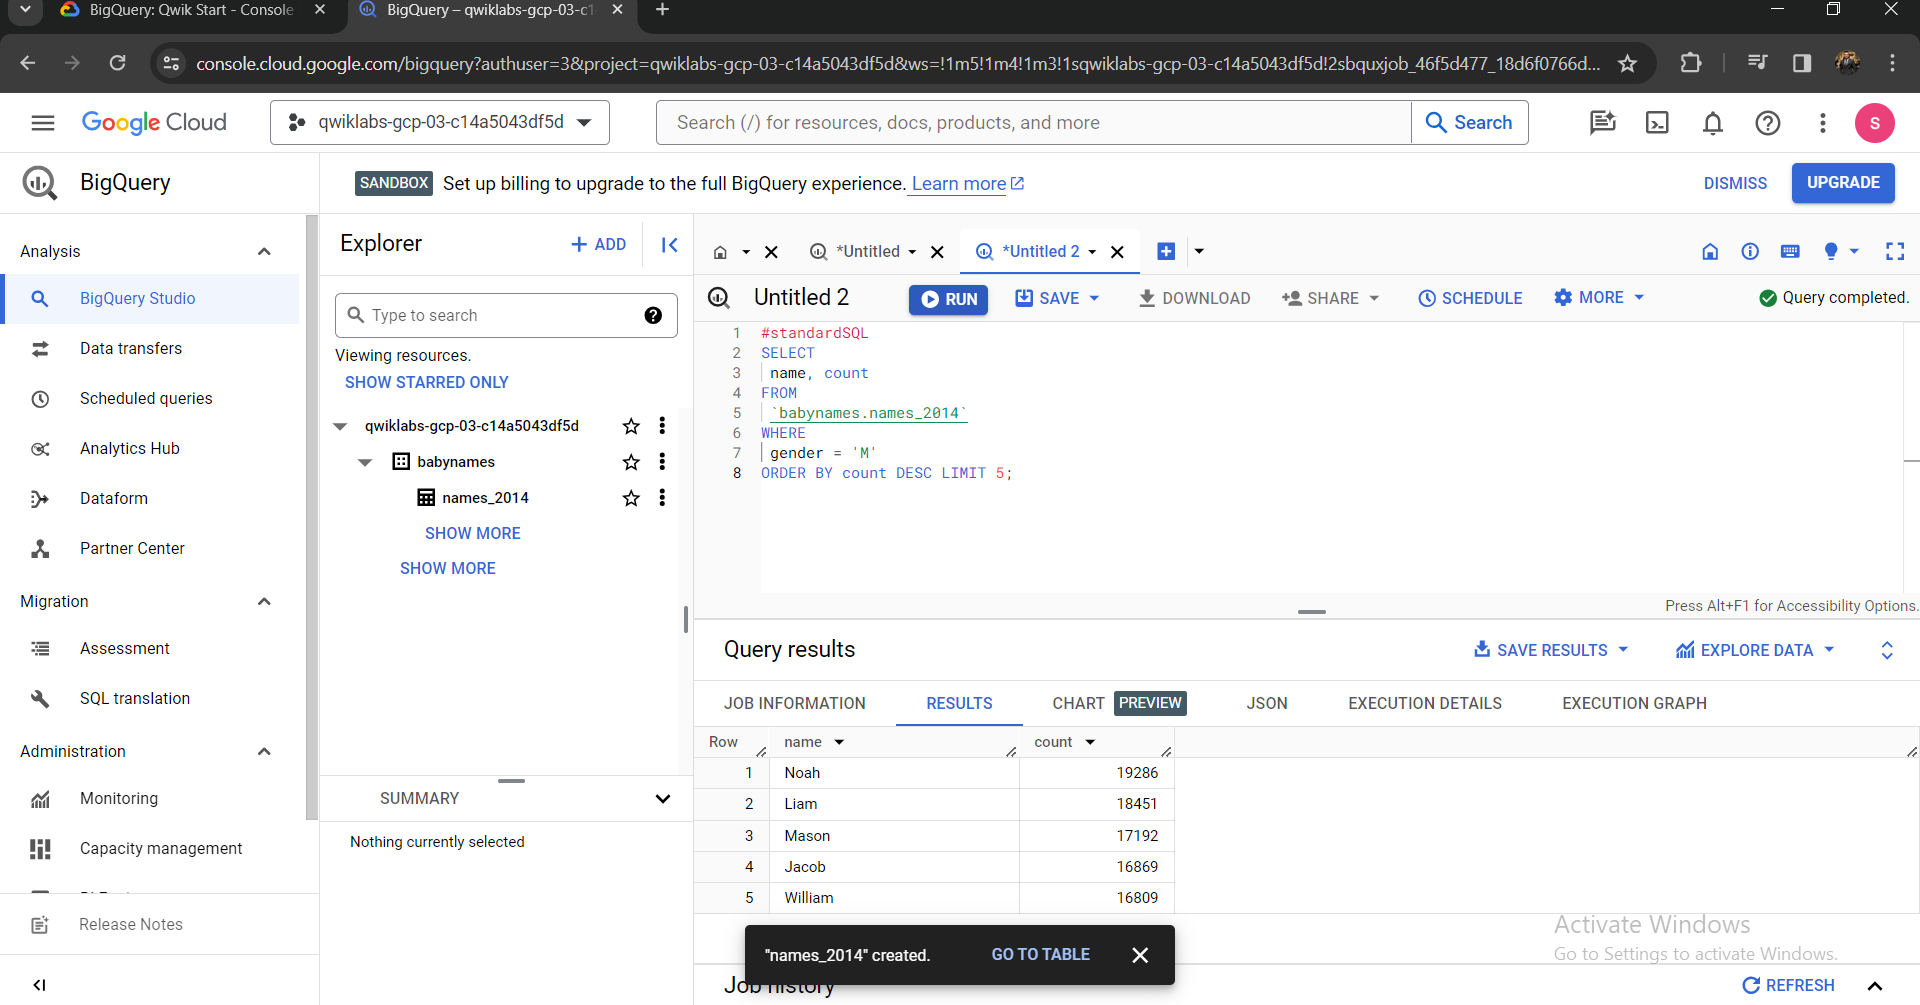 BigQuery: Qwik Start - Console
BigQuery – qwiklabs-gcp-03-c1
console.cloud.google.com/bigquery?authuser=3&project=qwiklabs-gcp-03-c14a5043df5d&ws=!1m5!1m4!1m3!1sqwiklabs-gcp-03-c14a5043df5d!2sbquxjob_46f5d477_18d6f0766d...
Google Cloud
qwiklabs-gcp-03-c14a5043df5d
Search (/) for resources, docs, products, and more
Search
S
BigQuery
SANDBOX Set up billing to upgrade to the full BigQuery experience. Learn more
DISMISS
UPGRADE
Analysis
BigQuery Studio
Data transfers
Scheduled queries
Analytics Hub
Dataform
Partner Center
Migration
Assessment
SQL translation
Administration
Monitoring
Capacity management
Release Notes
Explorer
+ ADD
Type to search
Viewing resources.
SHOW STARRED ONLY
qwiklabs-gcp-03-c14a5043df5d
babynames
names_2014
SHOW MORE
SHOW MORE
SUMMARY
Nothing currently selected
*Untitled
*Untitled 2
Untitled 2
RUN
SAVE
DOWNLOAD
SHARE
SCHEDULE
MORE
Query completed.
1 #standardSQL
2 SELECT
3 name, count
4 FROM
5 `babynames.names_2014`
6 WHERE
7 gender = 'M'
8 ORDER BY count DESC LIMIT 5;
Press Alt+F1 for Accessibility Options.
Query results
SAVE RESULTS
EXPLORE DATA
JOB INFORMATION
RESULTS
CHART PREVIEW
JSON
EXECUTION DETAILS
EXECUTION GRAPH
Row name count
1 Noah 19286
2 Liam 18451
3 Mason 17192
4 Jacob 16869
5 William 16809
"names_2014" created.
GO TO TABLE
Activate Windows
Go to Settings to activate Windows.
Job history
REFRESH